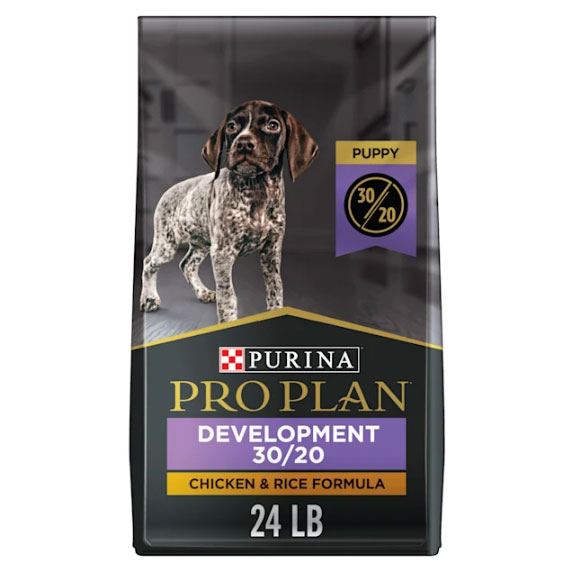 PUPPY
30/20
PURINA
PRO PLAN
DEVELOPMENT
30/20
CHICKEN & RICE FORMULA
24 LB